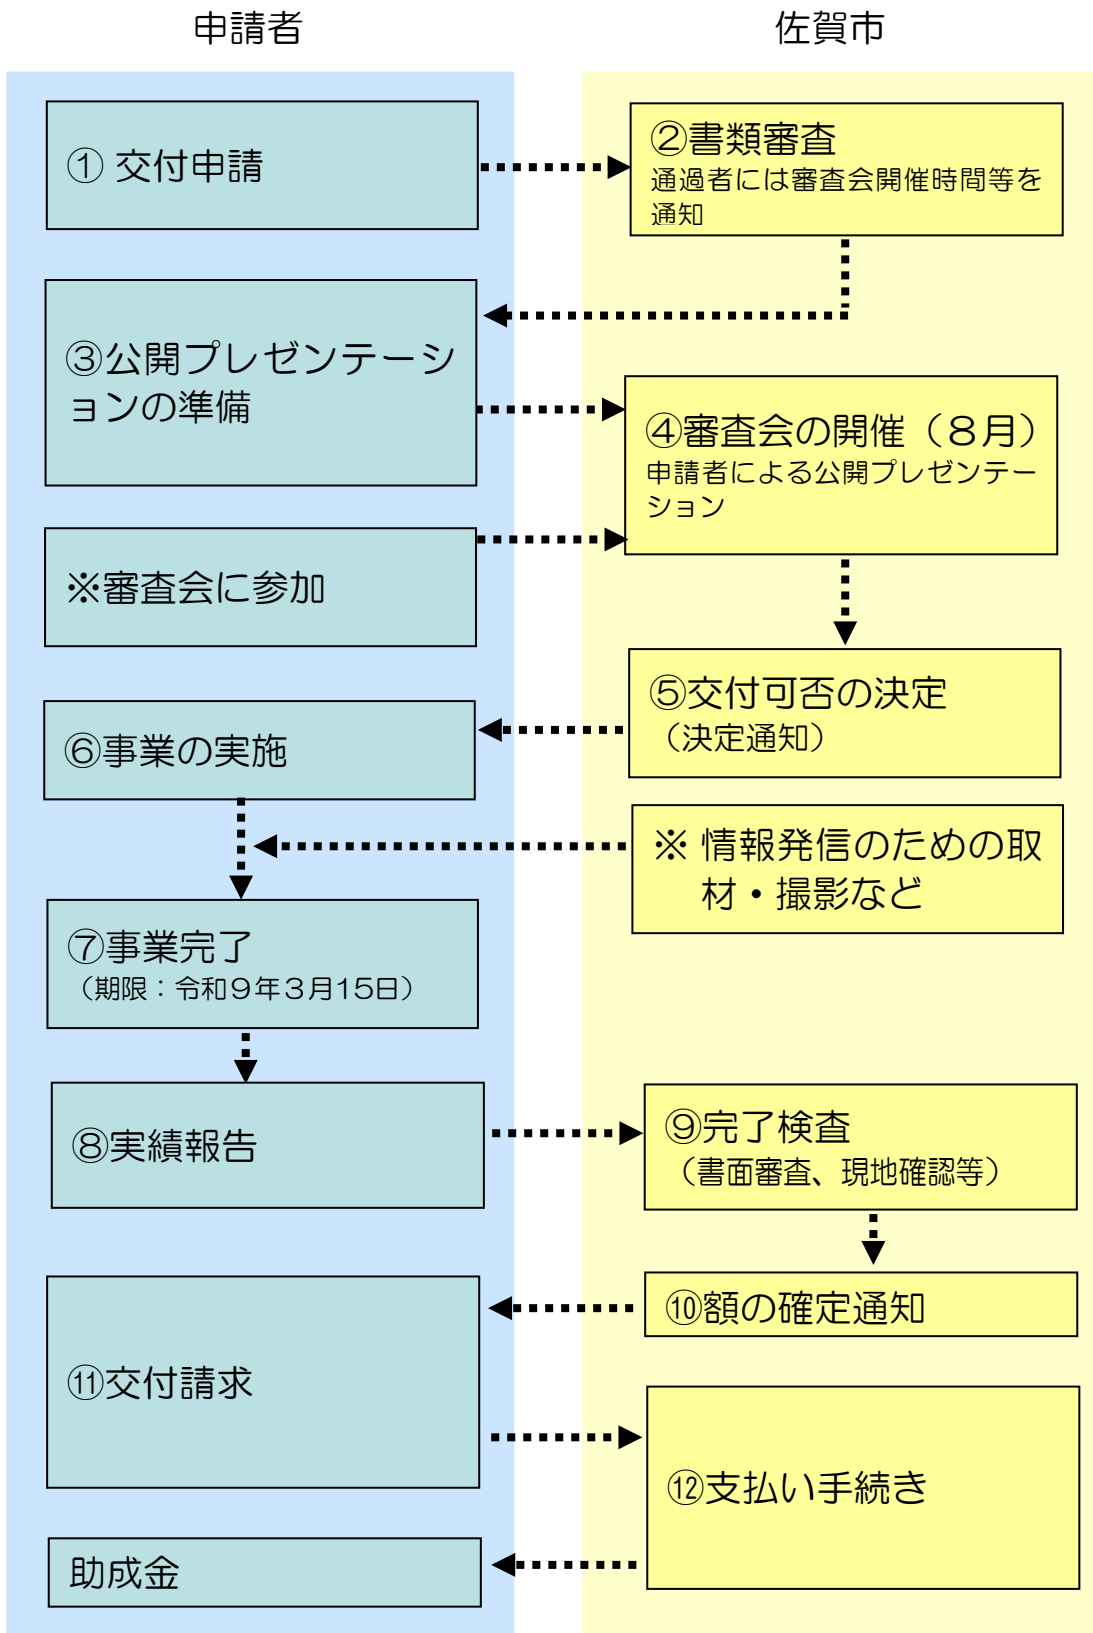 申請者
佐賀市
① 交付申請
②書類審査
通過者には審査会開催時間等を
通知
③公開プレゼンテーシ
ョンの準備
④審査会の開催（８月）
申請者による公開プレゼンテー
ション
※審査会に参加
⑤交付可否の決定
（決定通知）
⑥事業の実施
※ 情報発信のための取
材・撮影など
⑦事業完了
（期限：令和９年３月15日）
⑧実績報告
⑨完了検査
（書面審査、現地確認等）
⑩額の確定通知
⑪交付請求
⑫支払い手続き
助成金